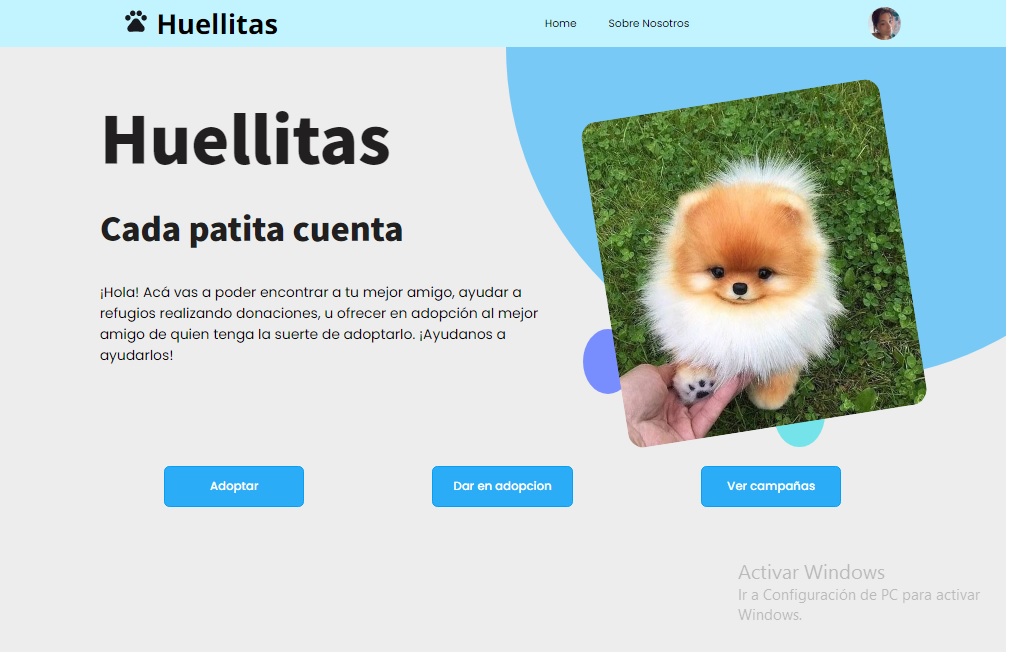 Huellitas
Home
Sobre Nosotros
Huellitas
Cada patita cuenta
¡Hola! Acá vas a poder encontrar a tu mejor amigo, ayudar a
refugios realizando donaciones, u ofrecer en adopción al mejor
amigo de quien tenga la suerte de adoptarlo. ¡Ayudanos a
ayudarlos!
Adoptar
Dar en adopcion
Ver campañas
Activar Windows
Ir a Configuración de PC para activar
Windows.